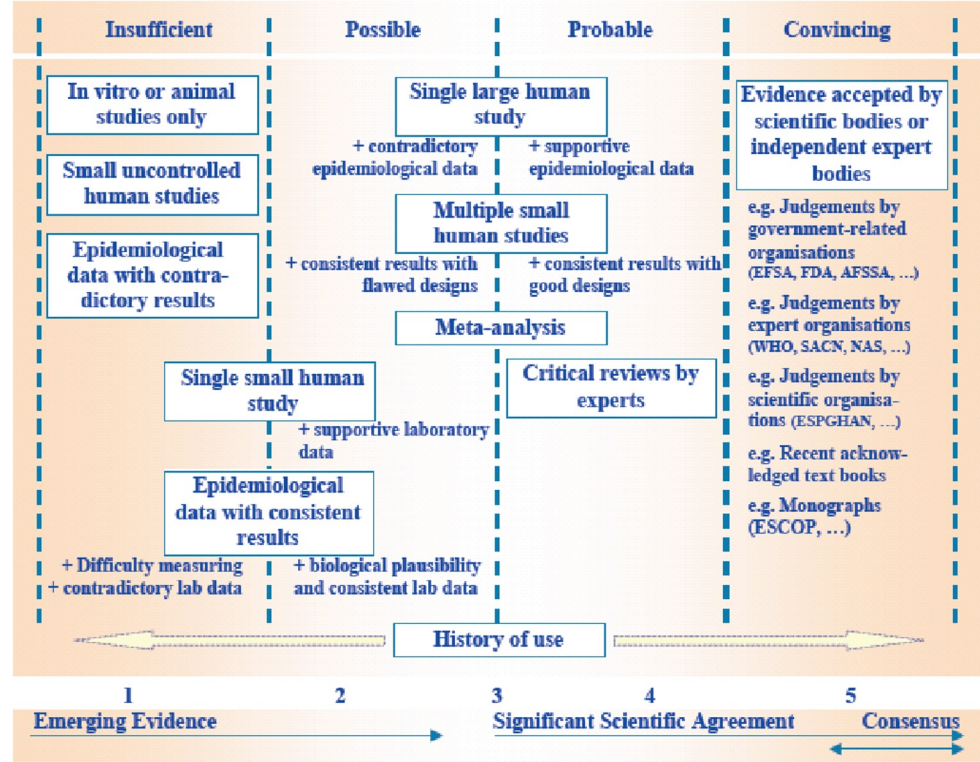 Insufficient
Possible
Probable
Convincing
In vitro or animal
studies only
Small uncontrolled
human studies
Epidemiological
data with contra-
dictory results
Single large human
study
+ contradictory
epidemiological data
+ supportive
epidemiological data
Multiple small
human studies
+ consistent results with
flawed designs
+ consistent results with
good designs
Meta-analysis
Single small human
study
+ supportive laboratory
data
Critical reviews by
experts
Epidemiological
data with consistent
results
+ Difficulty measuring
+ contradictory lab data
+ biological plausibility
and consistent lab data
Evidence accepted by
scientific bodies or
independent expert
bodies
e.g. Judgements by
government-related
organisations
(EFSA, FDA, AFSSA, ...)
e.g. Judgements by
expert organisations
(WHO, SACN, NAS, ...)
e.g. Judgements by
scientific organisa-
tions (ESPGHAN, ...)
e.g. Recent acknow-
ledged text books
e.g. Monographs
(ESCOP, ...)
History of use
1
2
3
4
5
Emerging Evidence
Significant Scientific Agreement
Consensus